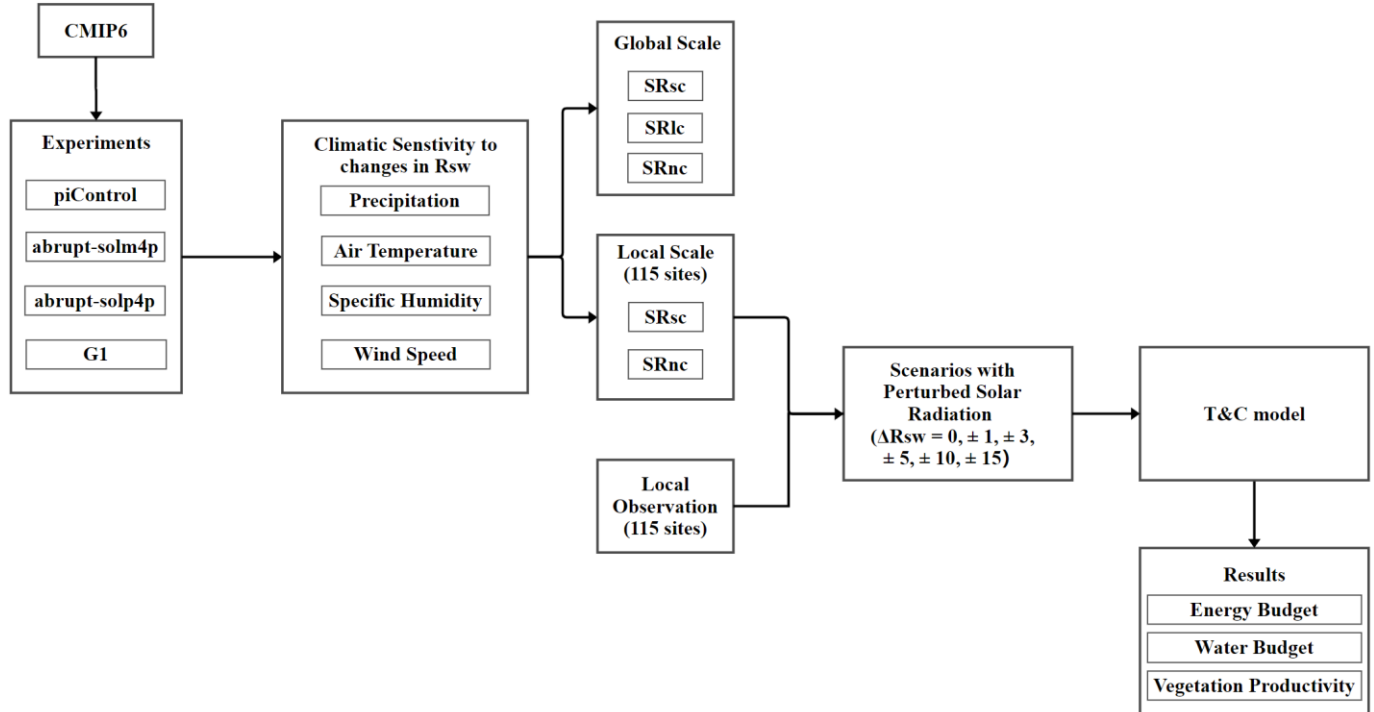 CMIP6
Experiments
piControl
abrupt-solm4p
abrupt-solp4p
G1
Climatic Senstivity to
changes in Rsw
Precipitation
Air Temperature
Specific Humidity
Wind Speed
Global Scale
SRsc
SRlc
SRnc
Local Scale
(115 sites)
SRsc
SRnc
Local
Observation
(115 sites)
Scenarios with
Perturbed Solar
Radiation
(ΔRsw = 0, ± 1, ± 3,
± 5, ± 10, ± 15)
T&C model
Results
Energy Budget
Water Budget
Vegetation Productivity